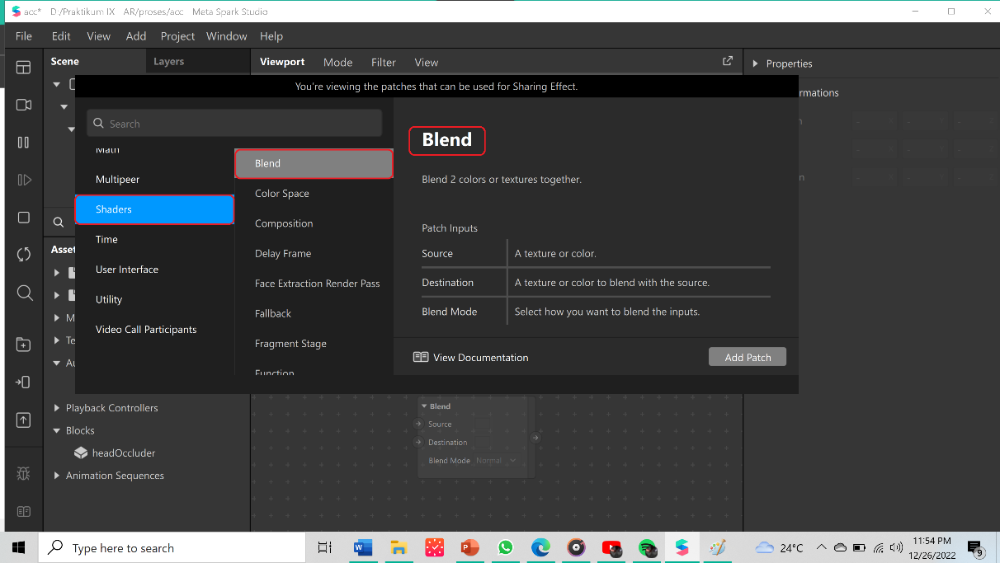 acc* D:/Praktikum IX AR/proses/acc Meta Spark Studio
File Edit View Add Project Window Help
Scene Layers Viewport Mode Filter View Properties
You're viewing the patches that can be used for Sharing Effect.
rmations
Search
Math
Multipeer
Shaders
Time
User Interface
Utility
Video Call Participants
Blend
Color Space
Composition
Delay Frame
Face Extraction Render Pass
Fallback
Fragment Stage
Function
Blend
Blend 2 colors or textures together.
Patch Inputs
Source A texture or color.
Destination A texture or color to blend with the source.
Blend Mode Select how you want to blend the inputs.
View Documentation Add Patch
Asset
M
Te
Au
Playback Controllers
Blocks
headOccluder
Animation Sequences
Blend
Source
Destination
Blend Mode Normal
Type here to search
24°C
11:54 PM
12/26/2022
9